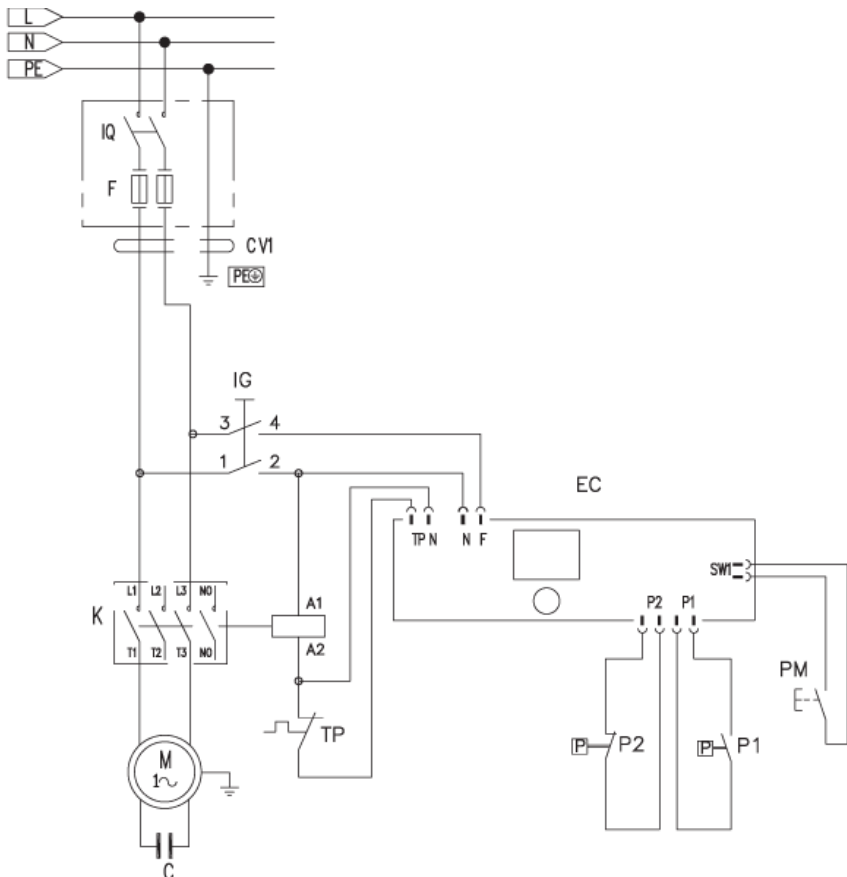 L
N
PE
IQ
F
CV1
PE
IG
3 4
1 2
EC
TP N N F
SW1
P2 P1
L1 L2 L3 NO
K
T1 T2 T3 NO
A1
A2
TP
PM
P P2
P P1
M
1~
C